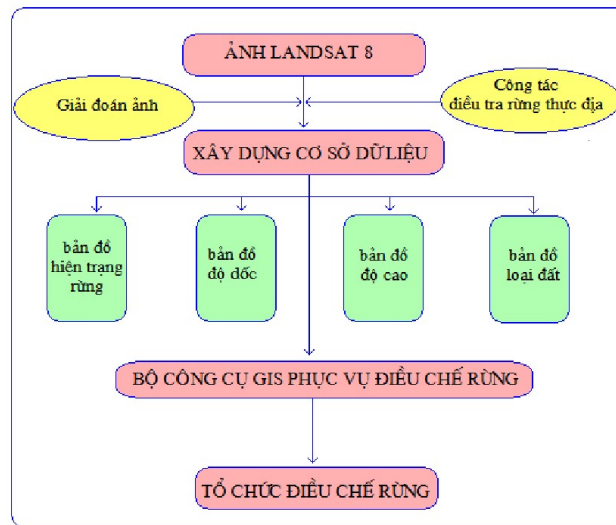 ẢNH LANDSAT 8
Giải đoán ảnh
Công tác
điều tra rừng thực địa
XÂY DỰNG CƠ SỞ DỮ LIỆU
bản đồ
hiện trạng
rừng
bản đồ
độ dốc
bản đồ
độ cao
bản đồ
loại đất
BỘ CÔNG CỤ GIS PHỤC VỤ ĐIỀU CHẾ RỪNG
TỔ CHỨC ĐIỀU CHẾ RỪNG